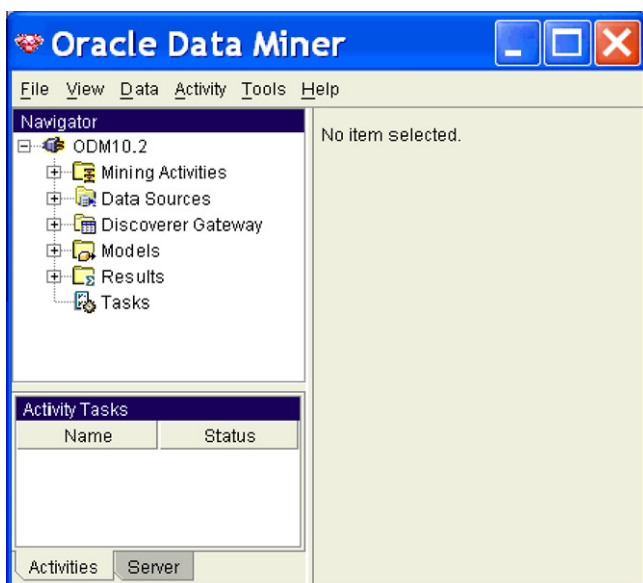 Oracle Data Miner
File View Data Activity Tools Help
Navigator
ODM10.2
Mining Activities
Data Sources
Discoverer Gateway
Models
Results
Tasks
No item selected.
Activity Tasks
Name Status
Activities Server